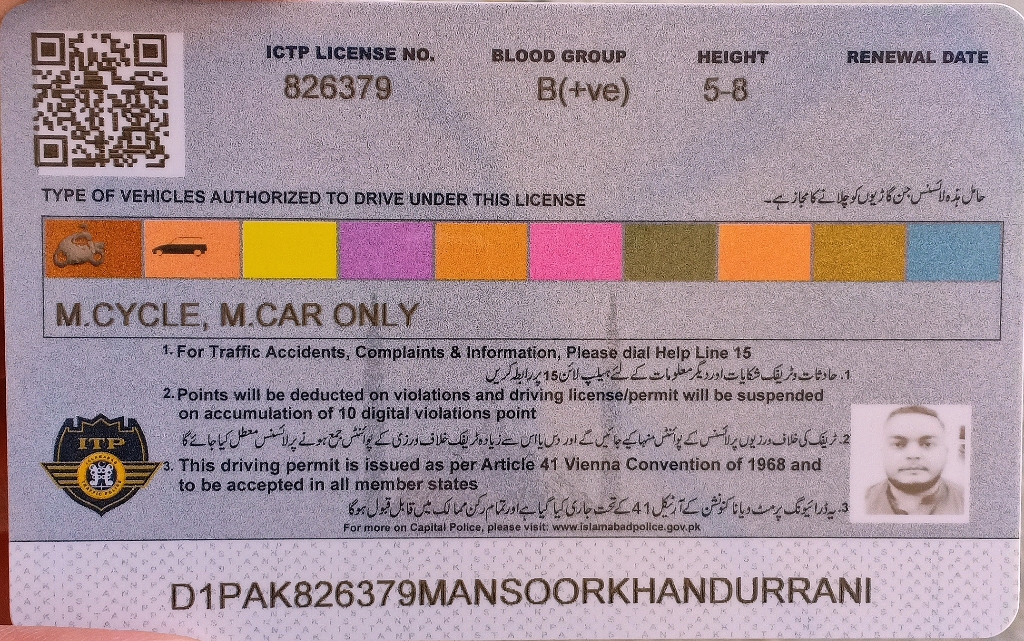 ICTP LICENSE NO. BLOOD GROUP HEIGHT RENEWAL DATE
826379 B(+ve) 5-8
TYPE OF VEHICLES AUTHORIZED TO DRIVE UNDER THIS LICENSE حامل ہذہ لائسنس جن گاڑیوں کو چلانے کا مجاز ہے۔
M.CYCLE, M.CAR ONLY
1. For Traffic Accidents, Complaints & Information, Please dial Help Line 15
1. حادثات و ٹریفک شکایات اور دیگر معلومات کے لئے ہیلپ لائن 15 پر رابطہ کریں
2. Points will be deducted on violations and driving license/permit will be suspended
on accumulation of 10 digital violations point
2. ٹریفک کی خلاف ورزیوں پر لائسنس کے پوائنٹس منہا کیے جائیں گے اور دس یا اس سے زیادہ ٹریفک خلاف ورزی کے پوائنٹس جمع ہونے پر لائسنس معطل کیا جائے گا
ITP
3. This driving permit is issued as per Article 41 Vienna Convention of 1968 and
to be accepted in all member states
3. یہ ڈرائیونگ پرمٹ ویانا کنونشن کے آرٹیکل 41 کے تحت جاری کیا گیا ہے اور تمام رکن ممالک میں قابل قبول ہوگا
For more on Capital Police, please visit: www.islamabadpolice.gov.pk
D1PAK826379MANSOORKHANDURRANI